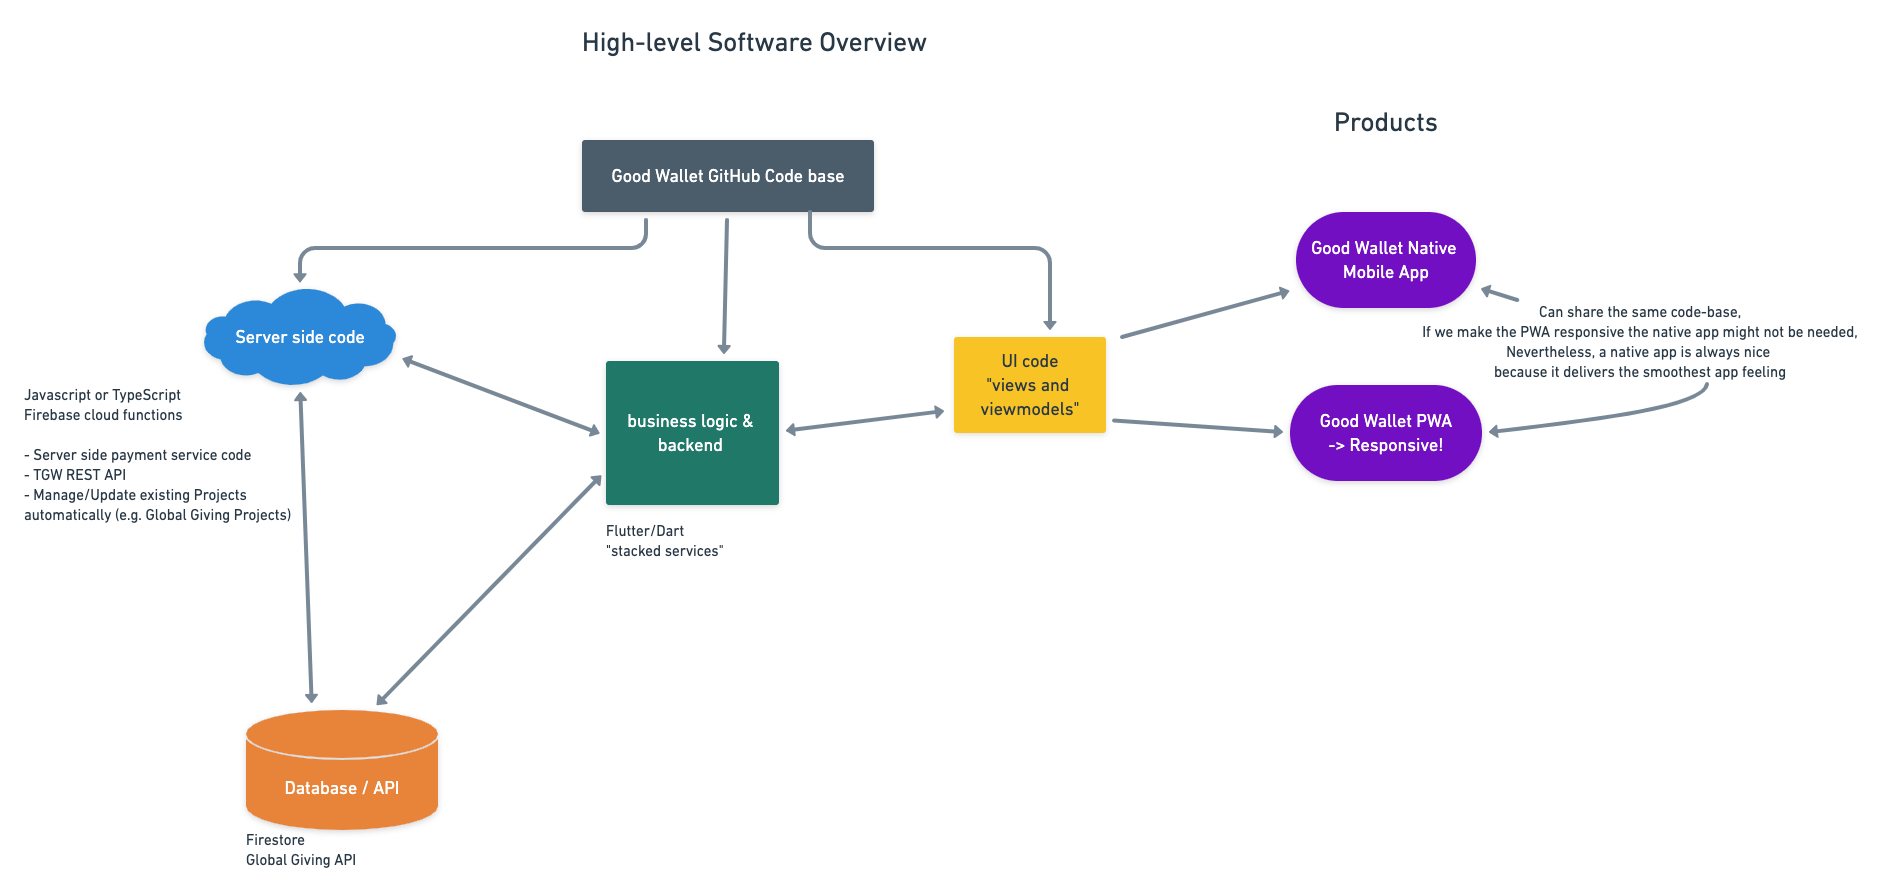 High-level Software Overview
Products
Good Wallet GitHub Code base
Good Wallet Native
Mobile App
Can share the same code-base,
If we make the PWA responsive the native app might not be needed,
Nevertheless, a native app is always nice
because it delivers the smoothest app feeling
Server side code
UI code
"views and
viewmodels"
Javascript or TypeScript
Firebase cloud functions
- Server side payment service code
- TGW REST API
- Manage/Update existing Projects
automatically (e.g. Global Giving Projects)
business logic &
backend
Good Wallet PWA
-> Responsive!
Flutter/Dart
"stacked services"
Database / API
Firestore
Global Giving API